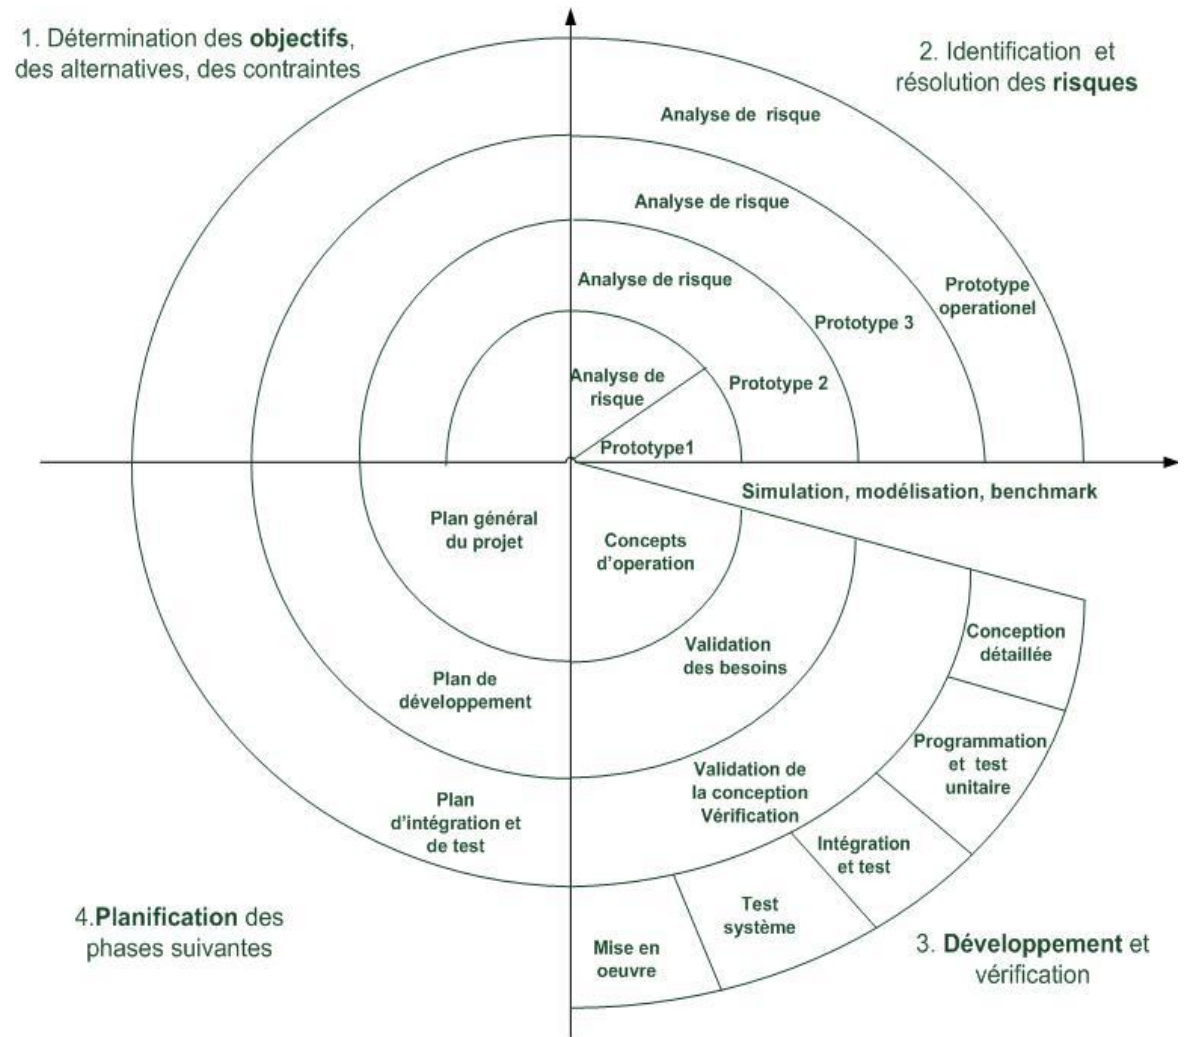 1. Détermination des objectifs,
des alternatives, des contraintes
2. Identification et
résolution des risques
Analyse de risque
Analyse de risque
Analyse de risque
Prototype
operationel
Prototype 3
Analyse de
risque
Prototype 2
Prototype1
Simulation, modélisation, benchmark
Plan général
du projet
Concepts
d'operation
Conception
détaillée
Validation
des besoins
Plan de
développement
Programmation
et test
unitaire
Validation de
la conception
Vérification
Plan
d'intégration et
de test
Intégration
et test
Test
système
Mise en
oeuvre
4.Planification des
phases suivantes
3. Développement et
vérification